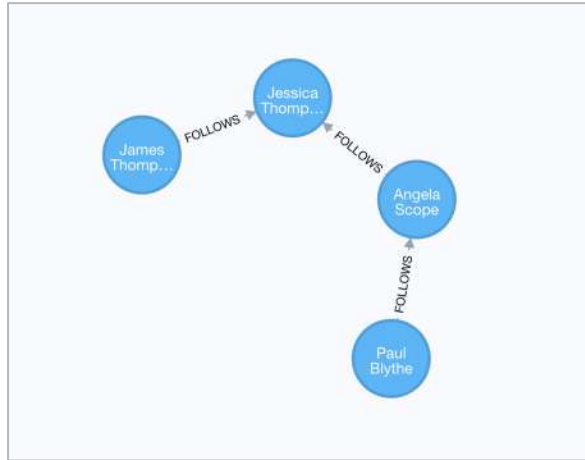 Jessica
Thomp…
FOLLOWS
James
Thomp…
FOLLOWS
Angela
Scope
FOLLOWS
Paul
Blythe